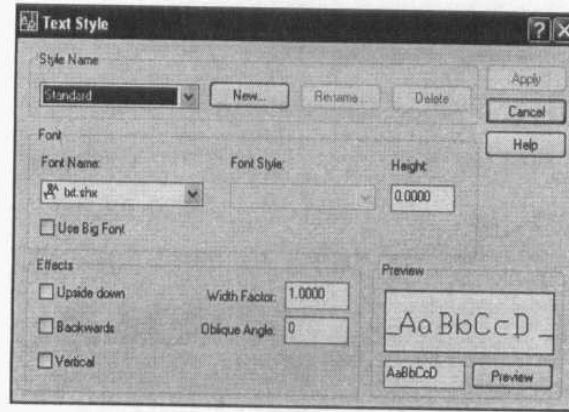 Text Style
Style Name
Standard
New...
Rename...
Delete
Apply
Cancel
Help
Font
Font Name:
Font Style:
Height:
txt.shx
0.0000
Use Big Font
Effects
Upside down
Backwards
Vertical
Width Factor:
1.0000
Oblique Angle:
0
Preview
AaBbCcD
AaBbCcD
Preview